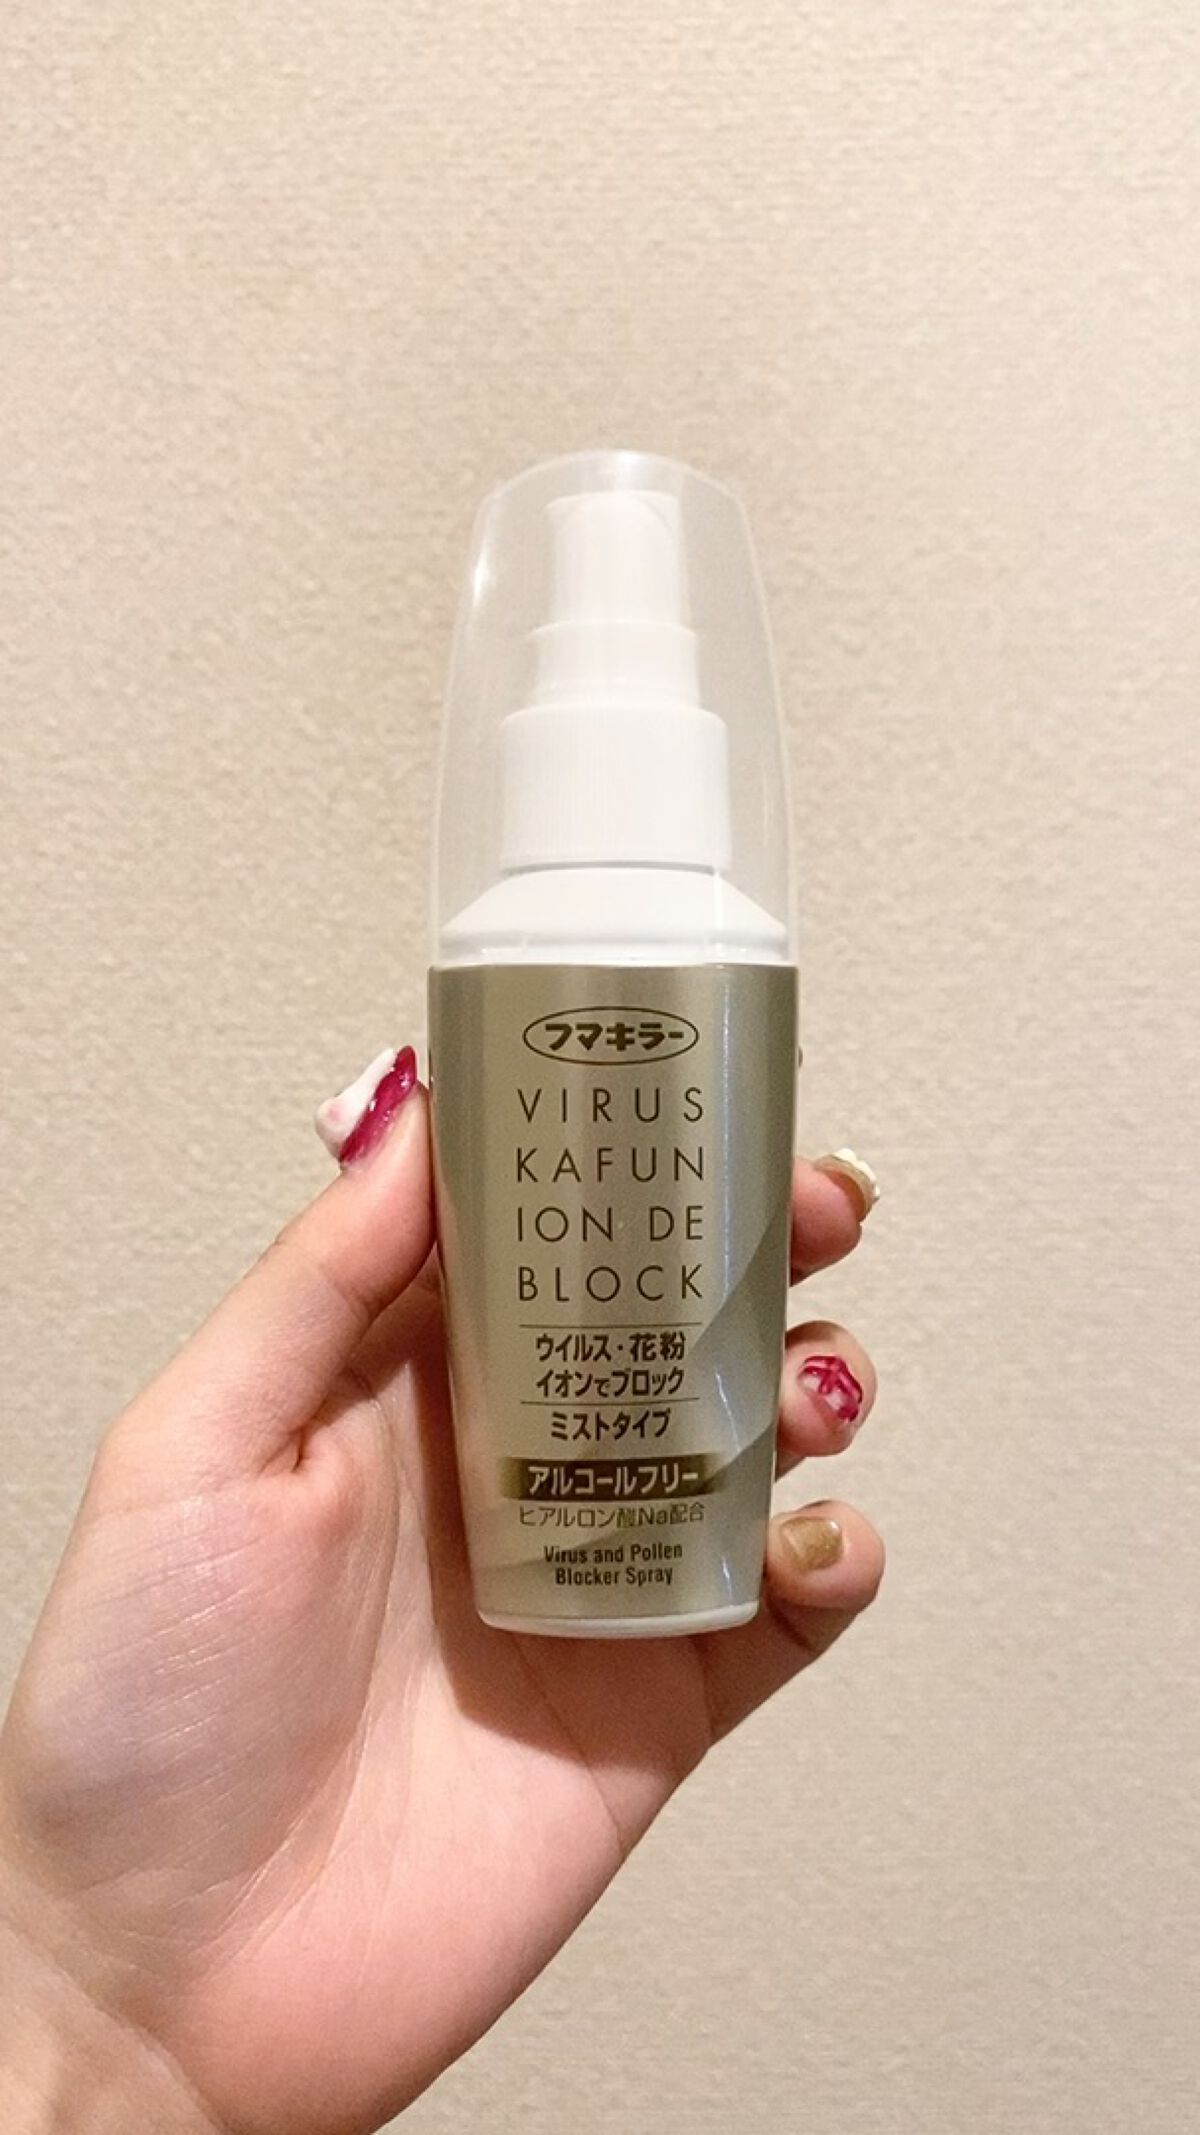 フマキラー
VIRUS
KAFUN
ION DE
BLOCK
ウイルス・花粉
イオンでブロック
ミストタイプ
アルコールフリー
ヒアルロン酸Na配合
Virus and Pollen
Blocker Spray